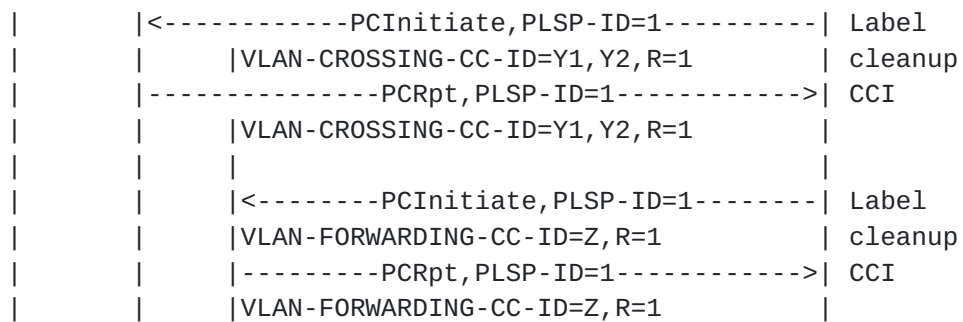 |       |<------------PCInitiate,PLSP-ID=1----------| Label
|       |     |VLAN-CROSSING-CC-ID=Y1,Y2,R=1        | cleanup
|       |---------------PCRpt,PLSP-ID=1------------>| CCI
|       |     |VLAN-CROSSING-CC-ID=Y1,Y2,R=1        |
|       |     |                                     |
|       |     |<--------PCInitiate,PLSP-ID=1--------| Label
|       |     |VLAN-FORWARDING-CC-ID=Z,R=1          | cleanup
|       |     |---------PCRpt,PLSP-ID=1------------>| CCI
|       |     |VLAN-FORWARDING-CC-ID=Z,R=1          |